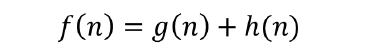 f(n) = g(n) + h(n)